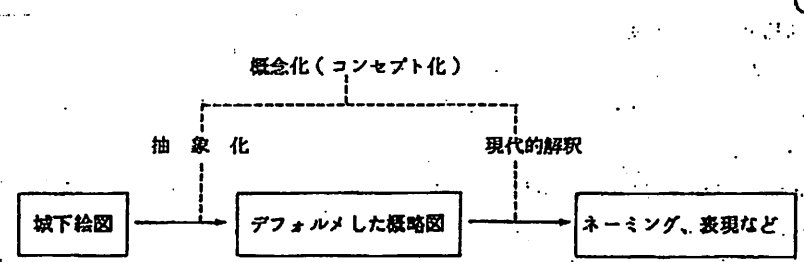 概念化(コンセプト化)
抽象化
現代的解釈
城下絵図
デフォルメした概略図
ネーミング、表現など